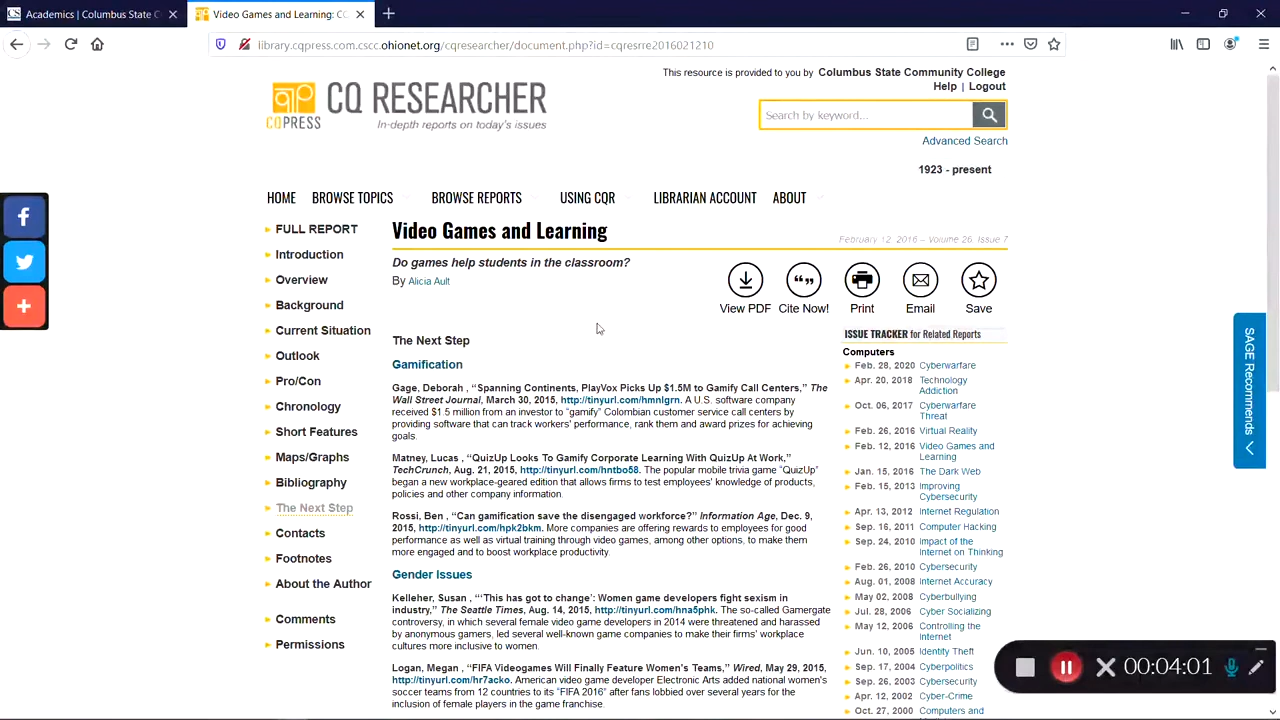 Academics | Columbus State C
Video Games and Learning: CQ
library.cqpress.com.cscc.ohionet.org/cqresearcher/document.php?id=cqresrre2016021210
This resource is provided to you by Columbus State Community College
Help | Logout
CQPRESS
CQ RESEARCHER
In-depth reports on today's issues
Search by keyword...
Advanced Search
1923 - present
HOME BROWSE TOPICS BROWSE REPORTS USING CQR LIBRARIAN ACCOUNT ABOUT
FULL REPORT
Introduction
Overview
Background
Current Situation
Outlook
Pro/Con
Chronology
Short Features
Maps/Graphs
Bibliography
The Next Step
Contacts
Footnotes
About the Author
Comments
Permissions
Video Games and Learning
February 12, 2016 – Volume 26, Issue 7
Do games help students in the classroom?
By Alicia Ault
View PDF Cite Now! Print Email Save
The Next Step
Gamification
Gage, Deborah , “Spanning Continents, PlayVox Picks Up $1.5M to Gamify Call Centers,” The
Wall Street Journal, March 30, 2015, http://tinyurl.com/hmnlgrn. A U.S. software company
received $1.5 million from an investor to “gamify” Colombian customer service call centers by
providing software that can track workers' performance, rank them and award prizes for achieving
goals.
Matney, Lucas , “QuizUp Looks To Gamify Corporate Learning With QuizUp At Work,”
TechCrunch, Aug. 21, 2015, http://tinyurl.com/hntbo58. The popular mobile trivia game “QuizUp”
began a new workplace-geared edition that allows firms to test employees' knowledge of products,
policies and other company information.
Rossi, Ben , “Can gamification save the disengaged workforce?” Information Age, Dec. 9,
2015, http://tinyurl.com/hpk2bkm. More companies are offering rewards to employees for good
performance as well as virtual training through video games, among other options, to make them
more engaged and to boost workplace productivity.
Gender Issues
Kelleher, Susan , “‘This has got to change’: Women game developers fight sexism in
industry,” The Seattle Times, Aug. 14, 2015, http://tinyurl.com/hna5phk. The so-called Gamergate
controversy, in which several female video game developers in 2014 were threatened and harassed
by anonymous gamers, led several well-known game companies to make their firms' workplace
cultures more inclusive to women.
Logan, Megan , “FIFA Videogames Will Finally Feature Women's Teams,” Wired, May 29, 2015,
http://tinyurl.com/hr7acko. American video game developer Electronic Arts added national women's
soccer teams from 12 countries to its “FIFA 2016” after fans lobbied over several years for the
inclusion of female players in the game franchise.
ISSUE TRACKER for Related Reports
Computers
Feb. 28, 2020 Cyberwarfare
Apr. 20, 2018 Technology
Addiction
Oct. 06, 2017 Cyberwarfare
Threat
Feb. 26, 2016 Virtual Reality
Feb. 12, 2016 Video Games and
Learning
Jan. 15, 2016 The Dark Web
Feb. 15, 2013 Improving
Cybersecurity
Apr. 13, 2012 Internet Regulation
Sep. 16, 2011 Computer Hacking
Sep. 24, 2010 Impact of the
Internet on Thinking
Feb. 26, 2010 Cybersecurity
Aug. 01, 2008 Internet Accuracy
May 02, 2008 Cyberbullying
Jul. 28, 2006 Cyber Socializing
May 12, 2006 Controlling the
Internet
Jun. 10, 2005 Identity Theft
Sep. 17, 2004 Cyberpolitics
Sep. 26, 2003 Cybersecurity
Apr. 12, 2002 Cyber-Crime
Oct. 27, 2000 Computers and
SAGE Recommends
00:04:01